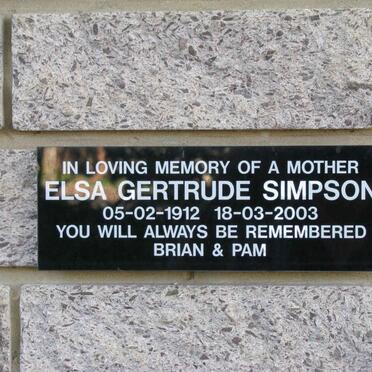 IN LOVING MEMORY OF A MOTHER
ELSA GERTRUDE SIMPSON
05-02-1912 18-03-2003
YOU WILL ALWAYS BE REMEMBERED
BRIAN & PAM